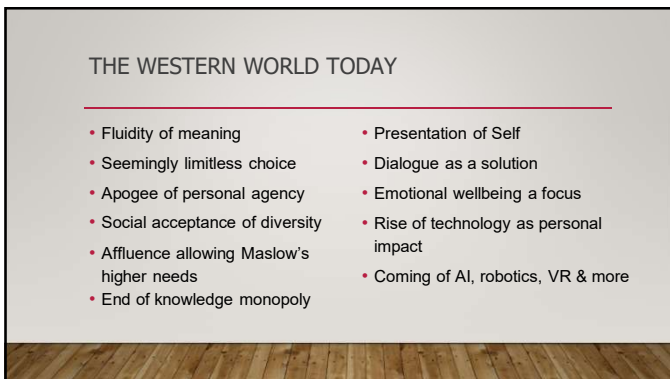 THE WESTERN WORLD TODAY
• Fluidity of meaning
• Seemingly limitless choice
• Apogee of personal agency
• Social acceptance of diversity
• Affluence allowing Maslow's
higher needs
• End of knowledge monopoly
• Presentation of Self
• Dialogue as a solution
• Emotional wellbeing a focus
• Rise of technology as personal
impact
• Coming of AI, robotics, VR & more